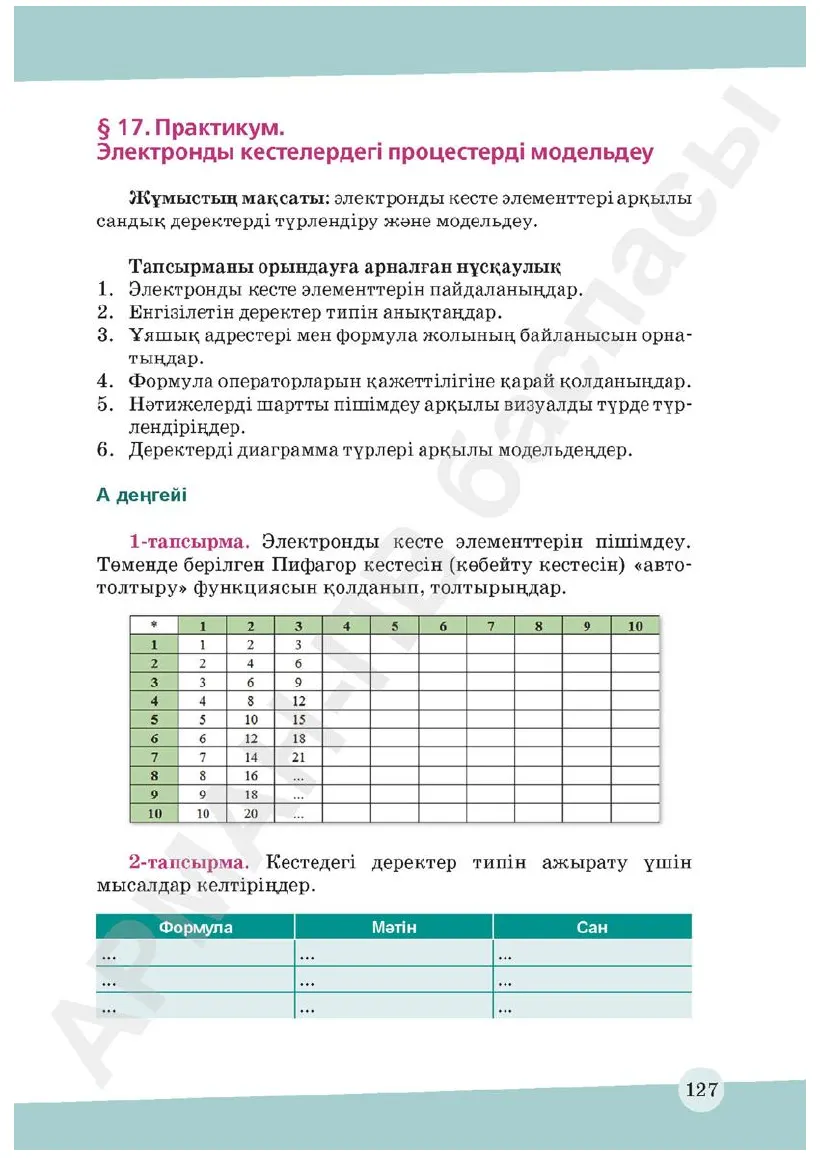 § 17. Практикум.
Электронды кестелердегі процестерді модельдеу
Жұмыстың мақсаты: электронды кесте элементтері арқылы
сандық деректерді түрлендіру және модельдеу.
Тапсырманы орындауға арналған нұсқаулық
1. Электронды кесте элементтерін пайдаланыңдар.
2. Енгізілетін деректер типін анықтаңдар.
3. Ұяшық адрестері мен формула жолының байланысын орна-
тыңдар.
4. Формула операторларын қажеттілігіне қарай қолданыңдар.
5. Нәтижелерді шартты пішімдеу арқылы визуалды түрде түр-
лендіріңдер.
6. Деректерді диаграмма түрлері арқылы модельдеңдер.
А деңгейі
1-тапсырма. Электронды кесте элементтерін пішімдеу.
Төменде берілген Пифагор кестесін (көбейту кестесін) «авто-
толтыру» функциясын қолданып, толтырыңдар.
* 1 2 3 4 5 6 7 8 9 10
1 1 2 3
2 2 4 6
3 3 6 9
4 4 8 12
5 5 10 15
6 6 12 18
7 7 14 21
8 8 16 ...
9 9 18 ...
10 10 20 ...
2-тапсырма. Кестедегі деректер типін ажырату үшін
мысалдар келтіріңдер.
Формула Мәтін Сан
... ... ...
... ... ...
... ... ...
127
АРМАН-ПВ баспасы